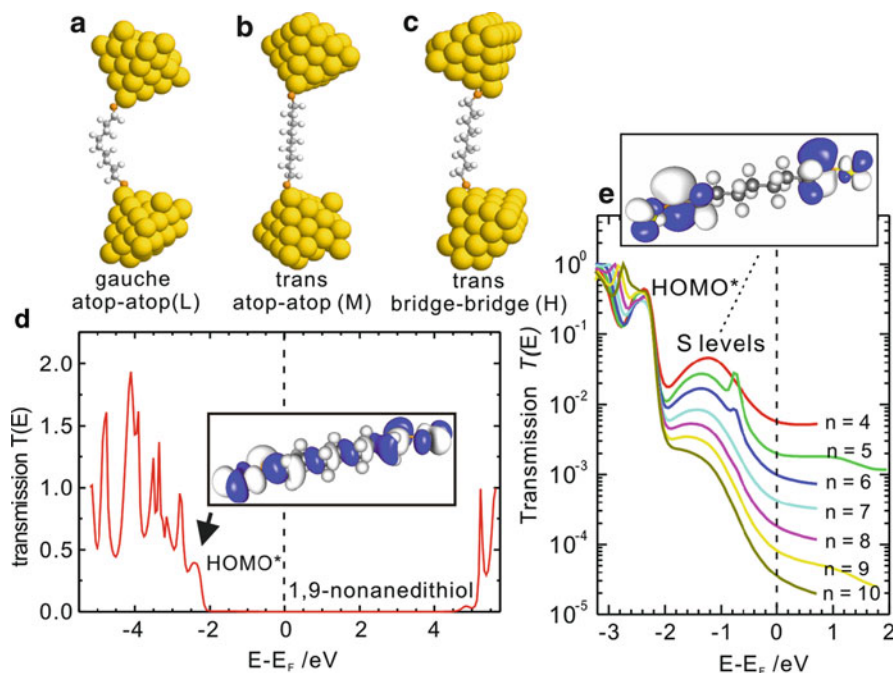 a
b
c
gauche
atop-atop(L)
trans
atop-atop (M)
trans
bridge-bridge (H)
d
transmission T(E)
2.0
1.5
1.0
0.5
0.0
HOMO*
1,9-nonanedithiol
-4
-2
0
2
4
E-E_F /eV
e
Transmission T(E)
10^0
10^-1
10^-2
10^-3
10^-4
10^-5
HOMO*
S levels
n = 4
n = 5
n = 6
n = 7
n = 8
n = 9
n = 10
-3
-2
-1
0
1
2
E-E_F /eV